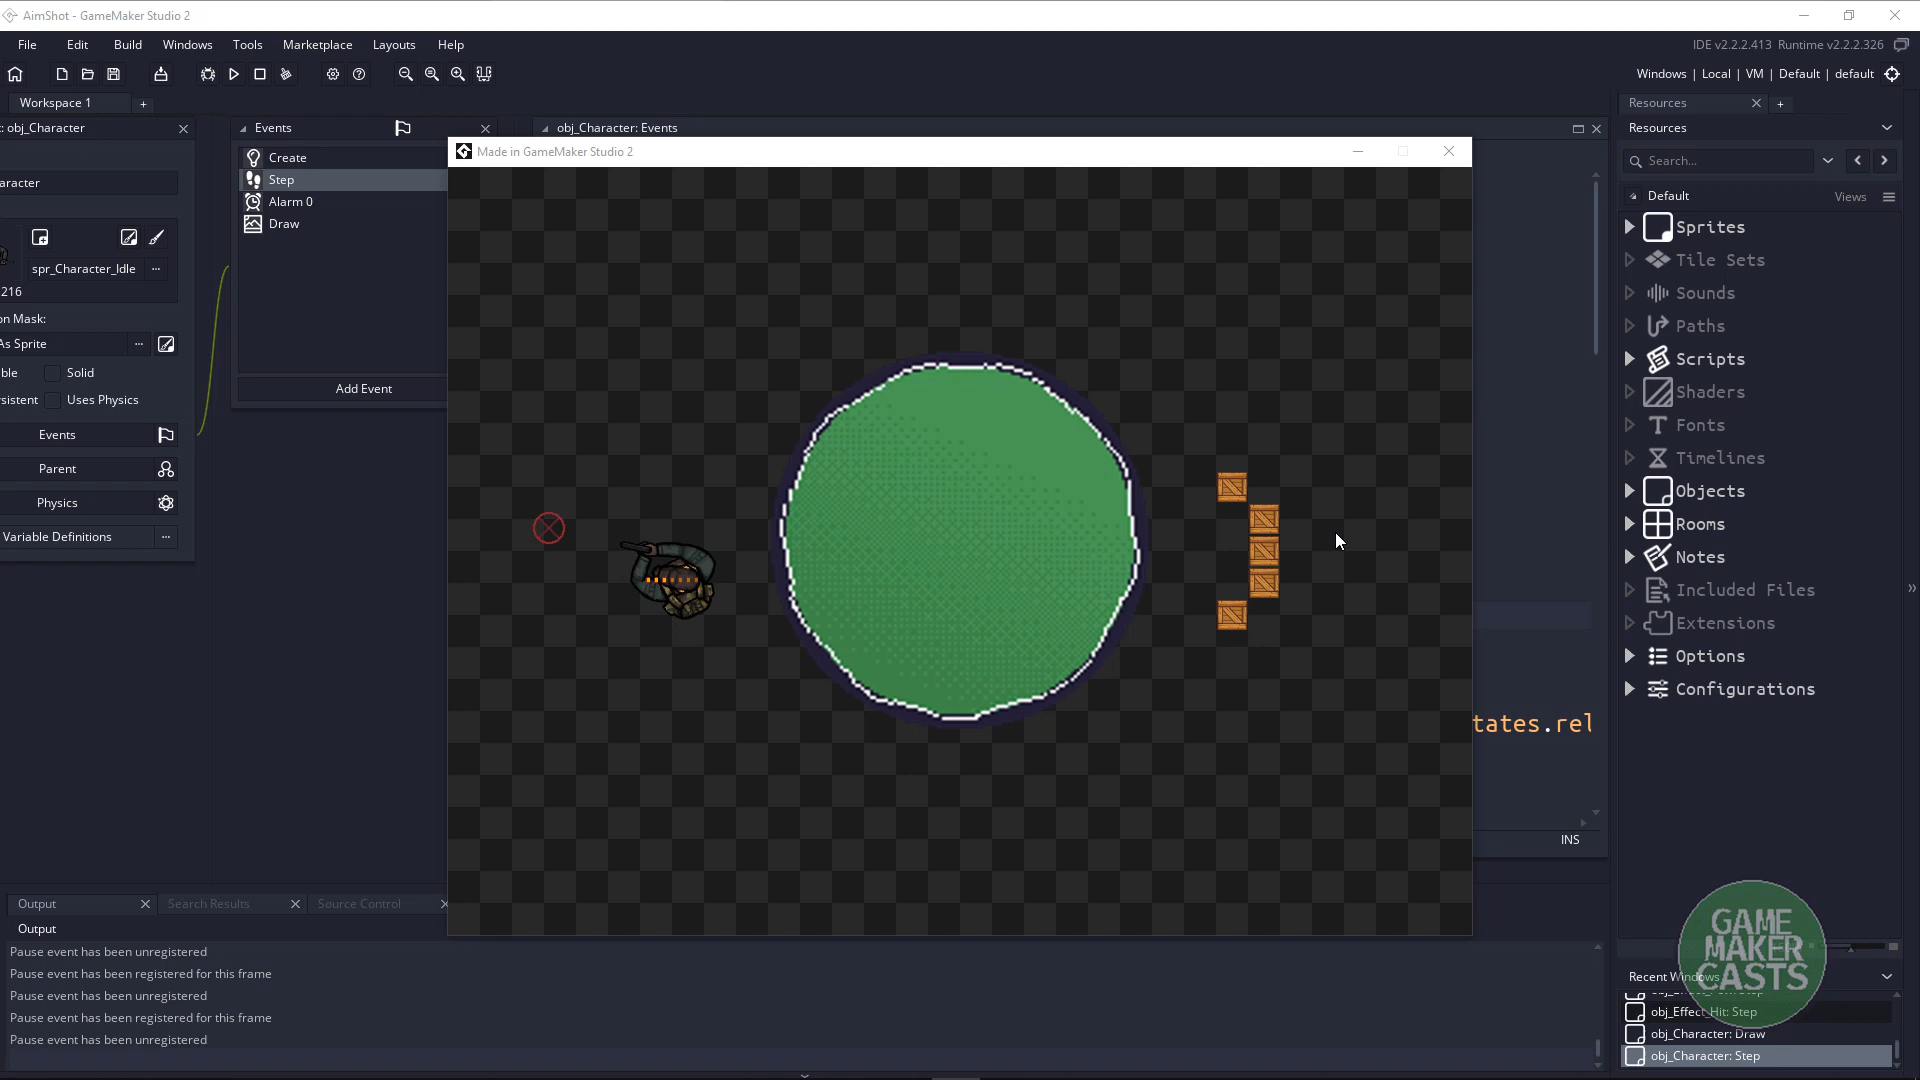 AimShot - GameMaker Studio 2
File Edit Build Windows Tools Marketplace Layouts Help
IDE v2.2.2.413 Runtime v2.2.2.326
Windows | Local | VM | Default | default
Workspace 1
: obj_Character
Events
obj_Character: Events
Resources
Resources
Search...
Default
Views
Create
Step
Alarm 0
Draw
Add Event
aracter
spr_Character_Idle
216
on Mask:
As Sprite
ble
Solid
sistent
Uses Physics
Events
Parent
Physics
Variable Definitions
Made in GameMaker Studio 2
Sprites
Tile Sets
Sounds
Paths
Scripts
Shaders
Fonts
Timelines
Objects
Rooms
Notes
Included Files
Extensions
Options
Configurations
tates.rel
INS
Output
Search Results
Source Control
Output
Pause event has been unregistered
Pause event has been registered for this frame
Pause event has been unregistered
Pause event has been registered for this frame
Pause event has been unregistered
GAME
MAKER
CASTS
Recent Windows
obj_Effect_Hit: Step
obj_Character: Draw
obj_Character: Step